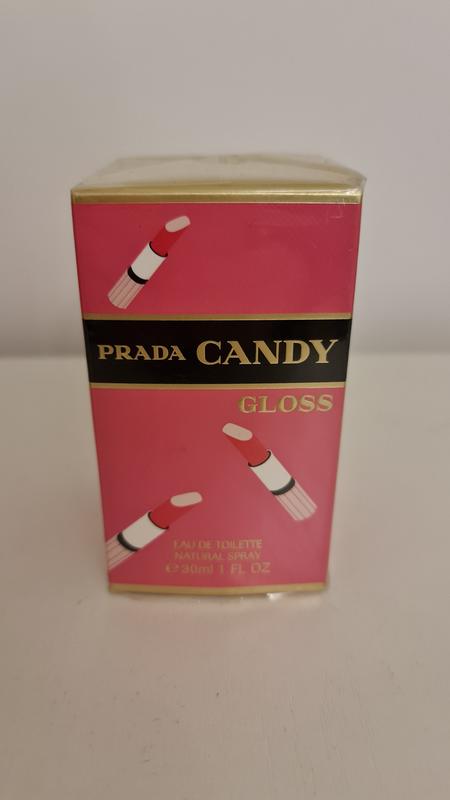 PRADA CANDY
GLOSS
EAU DE TOILETTE
NATURAL SPRAY
℮30ml 1 FL OZ